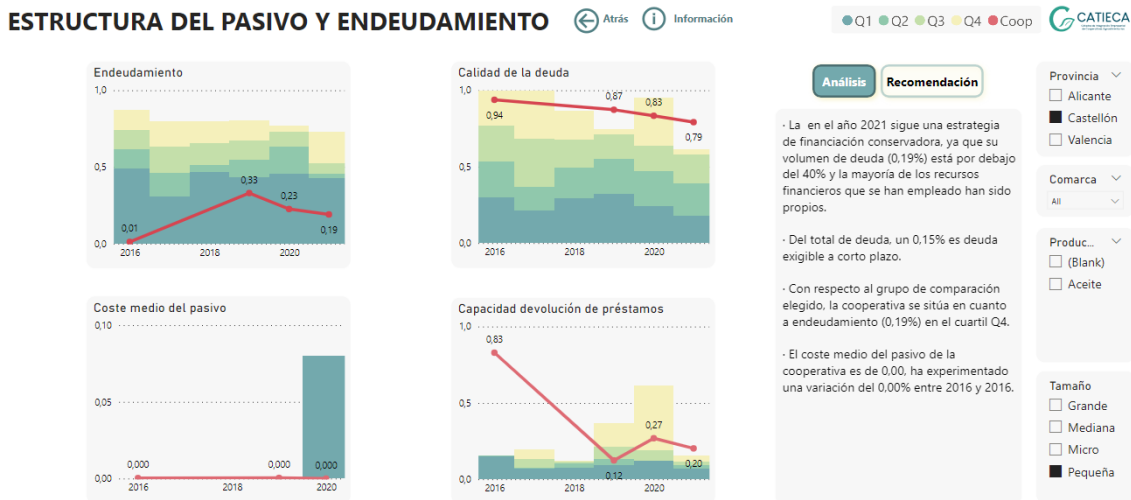 ESTRUCTURA DEL PASIVO Y ENDEUDAMIENTO
Atrás
Información
Q1 Q2 Q3 Q4 Coop
CATIECA
Endeudamiento
1,0
0,5
0,0
0,01
0,33
0,23
0,19
2016 2018 2020
Calidad de la deuda
1,0
0,5
0,0
0,94
0,87
0,83
0,79
2016 2018 2020
Coste medio del pasivo
0,10
0,05
0,00
0,000 0,000 0,000
2016 2018 2020
Capacidad devolución de préstamos
1,0
0,5
0,0
0,83
0,12
0,27
0,20
2016 2018 2020
Análisis
Recomendación
· La en el año 2021 sigue una estrategia
de financiación conservadora, ya que su
volumen de deuda (0,19%) está por debajo
del 40% y la mayoría de los recursos
financieros que se han empleado han sido
propios.
· Del total de deuda, un 0,15% es deuda
exigible a corto plazo.
· Con respecto al grupo de comparación
elegido, la cooperativa se sitúa en cuanto
a endeudamiento (0,19%) en el cuartil Q4.
· El coste medio del pasivo de la
cooperativa es de 0,00, ha experimentado
una variación del 0,00% entre 2016 y 2016.
Provincia
Alicante
Castellón
Valencia
Comarca
All
Produc...
(Blank)
Aceite
Tamaño
Grande
Mediana
Micro
Pequeña